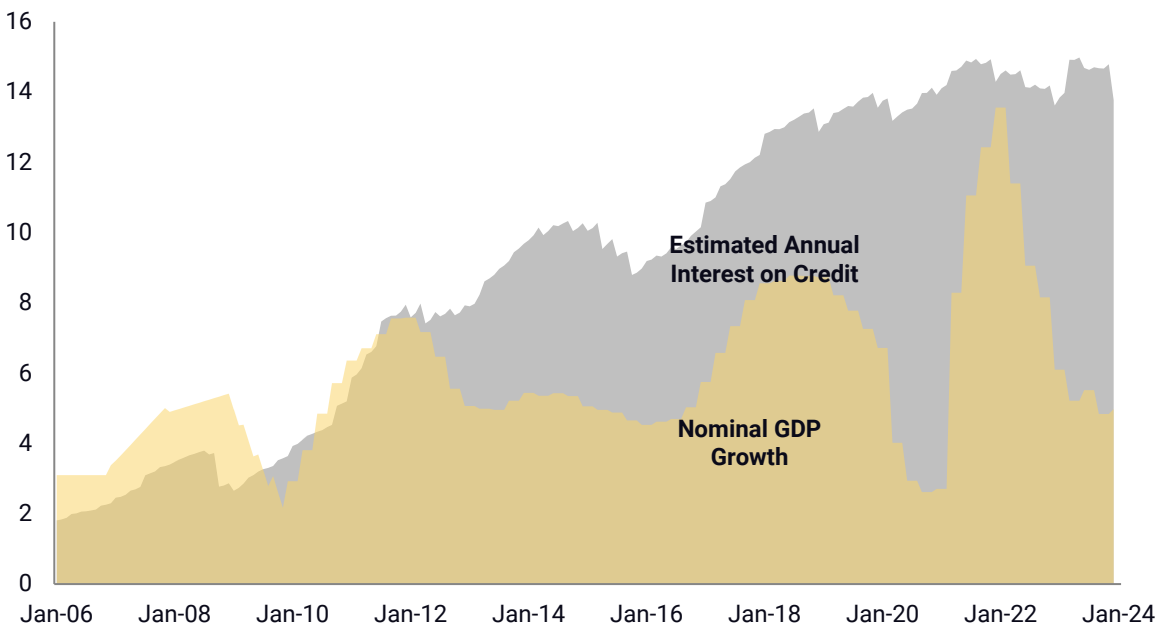 16
14
12
10
8
6
4
2
0
Estimated Annual
Interest on Credit
Nominal GDP
Growth
Jan-06 Jan-08 Jan-10 Jan-12 Jan-14 Jan-16 Jan-18 Jan-20 Jan-22 Jan-24